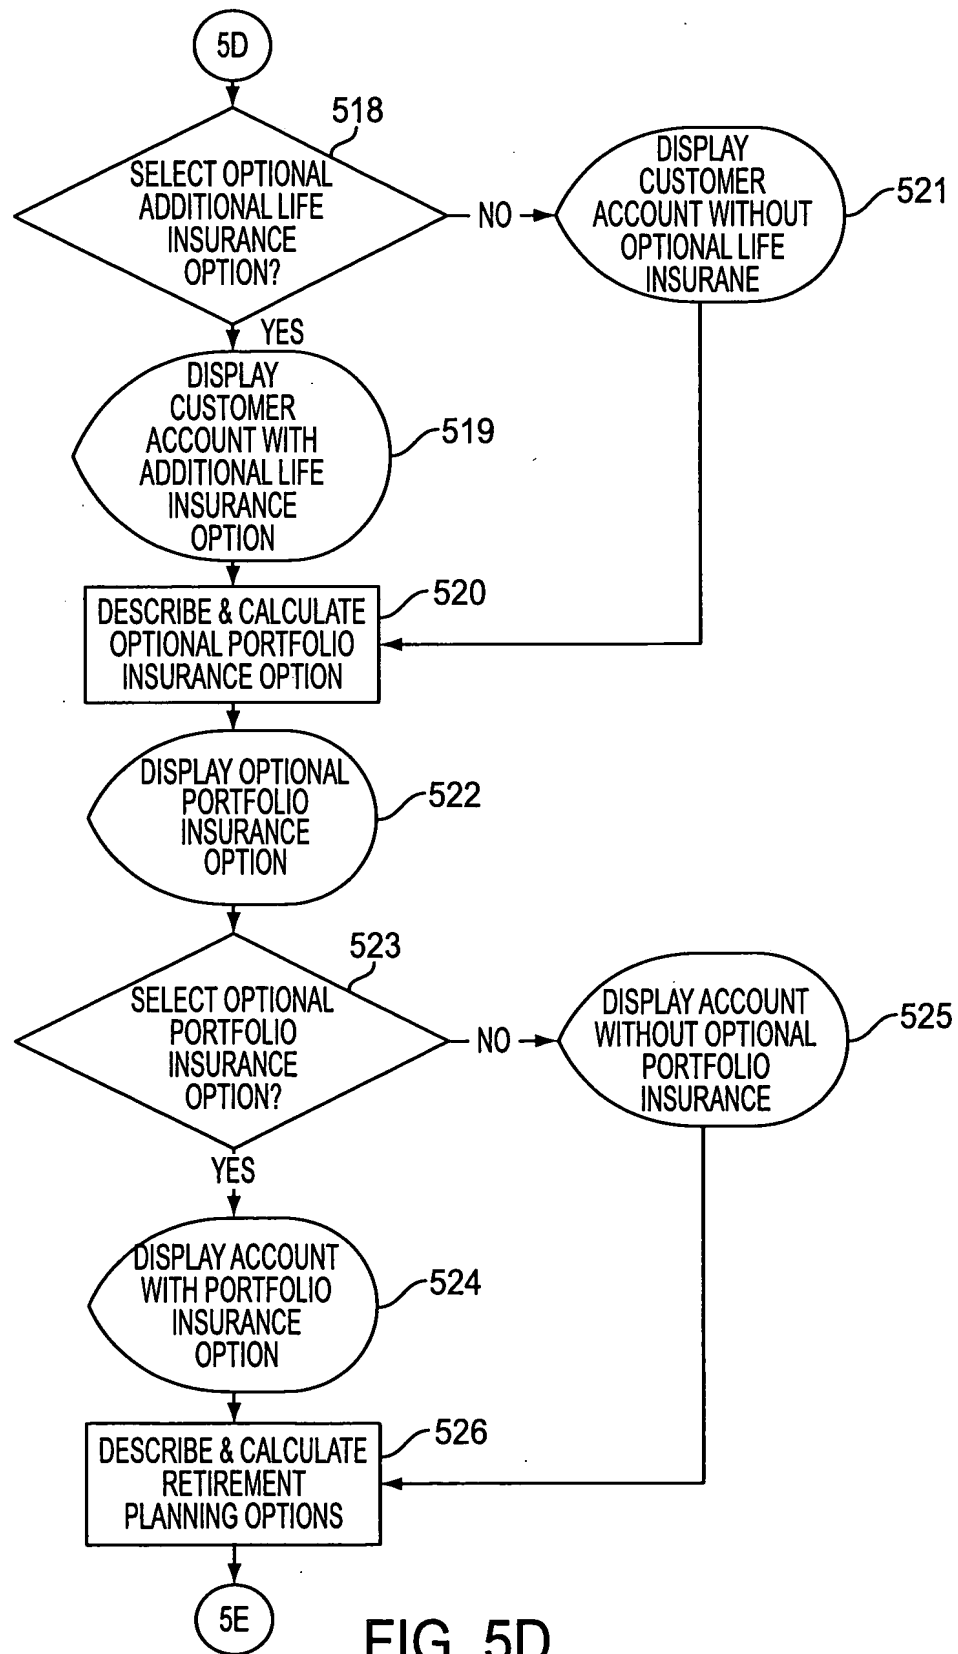 5D
518
SELECT OPTIONAL
ADDITIONAL LIFE
INSURANCE
OPTION?
NO
DISPLAY
CUSTOMER
ACCOUNT WITHOUT
OPTIONAL LIFE
INSURANE
521
YES
DISPLAY
CUSTOMER
ACCOUNT WITH
ADDITIONAL LIFE
INSURANCE
OPTION
519
520
DESCRIBE & CALCULATE
OPTIONAL PORTFOLIO
INSURANCE OPTION
DISPLAY OPTIONAL
PORTFOLIO
INSURANCE
OPTION
522
523
SELECT OPTIONAL
PORTFOLIO
INSURANCE
OPTION?
NO
DISPLAY ACCOUNT
WITHOUT OPTIONAL
PORTFOLIO
INSURANCE
525
YES
DISPLAY ACCOUNT
WITH PORTFOLIO
INSURANCE
OPTION
524
526
DESCRIBE & CALCULATE
RETIREMENT
PLANNING OPTIONS
5E
FIG. 5D